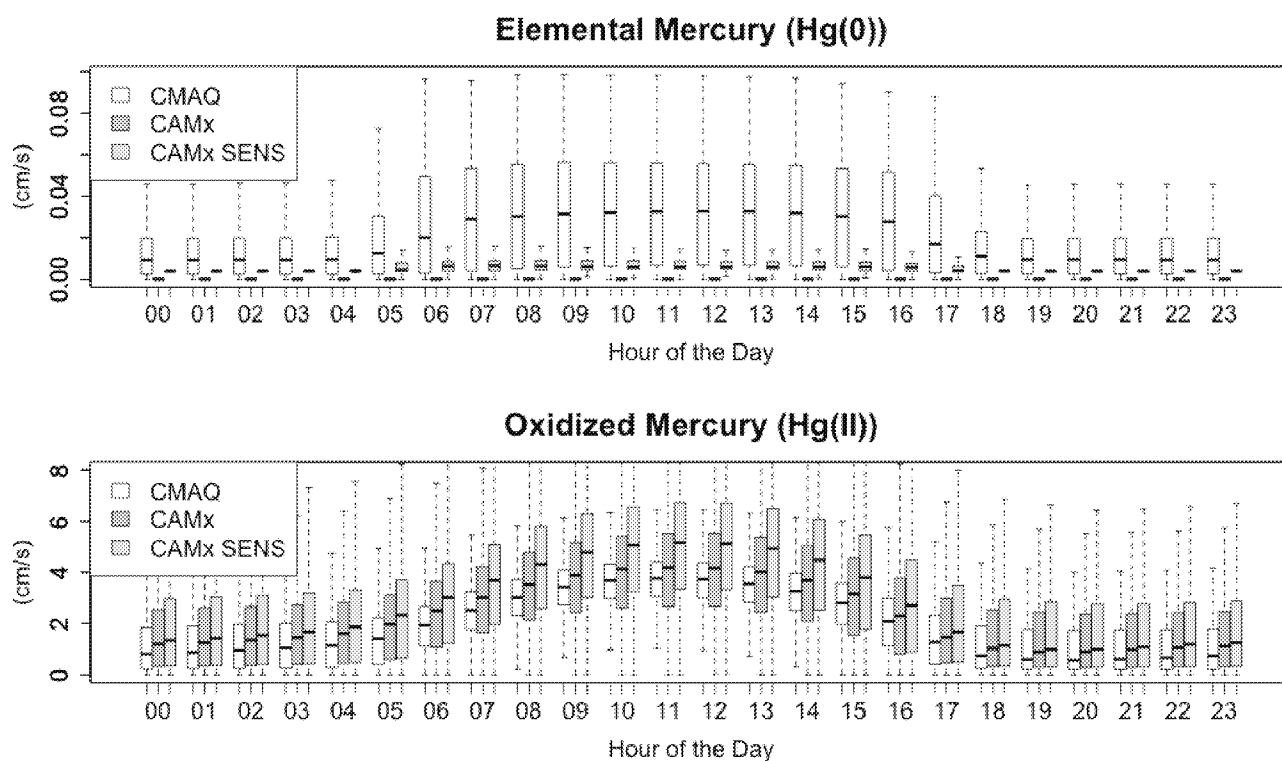 Elemental Mercury (Hg(0))
CMAQ
CAMx
CAMx SENS
(cm/s)
0.08
0.04
0.00
00 01 02 03 04 05 06 07 08 09 10 11 12 13 14 15 16 17 18 19 20 21 22 23
Hour of the Day
Oxidized Mercury (Hg(II))
CMAQ
CAMx
CAMx SENS
(cm/s)
8
6
4
2
0
00 01 02 03 04 05 06 07 08 09 10 11 12 13 14 15 16 17 18 19 20 21 22 23
Hour of the Day